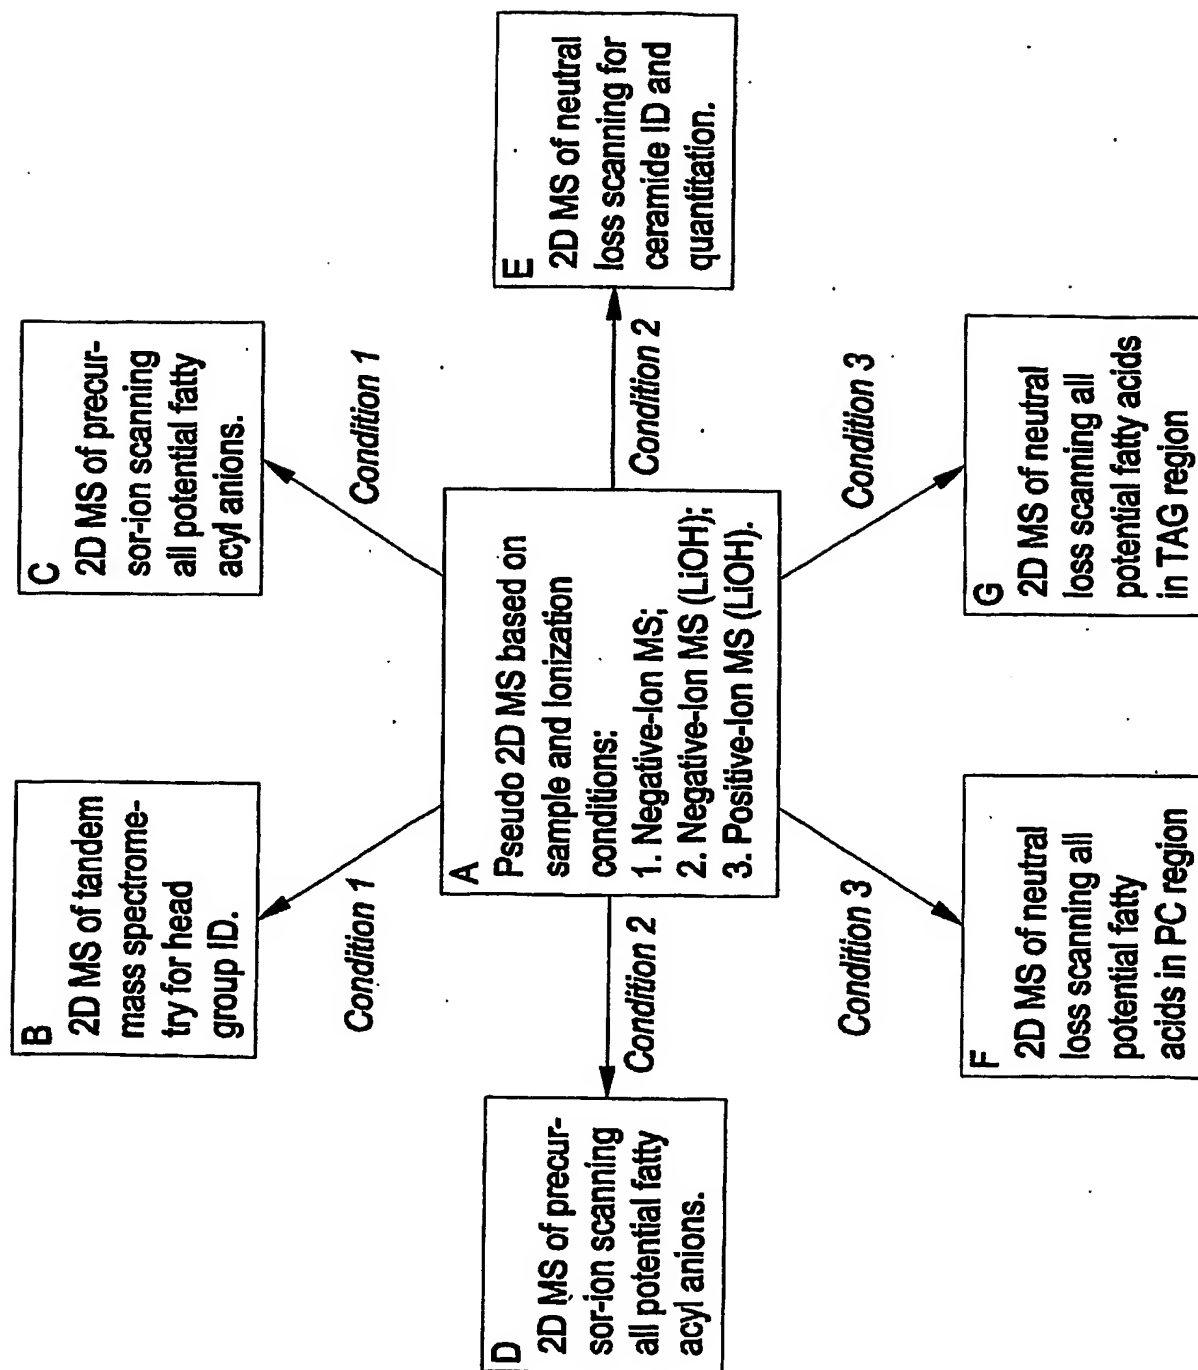 B
2D MS of tandem
mass spectrome-
try for head
group ID.
C
2D MS of precur-
sor-ion scanning
all potential fatty
acyl anions.
Condition 1
Condition 1
D
2D MS of precur-
sor-ion scanning
all potential fatty
acyl anions.
Condition 2
A
Pseudo 2D MS based on
sample and Ionization
conditions:
1. Negative-Ion MS;
2. Negative-Ion MS (LiOH);
3. Positive-Ion MS (LiOH).
Condition 2
E
2D MS of neutral
loss scanning for
ceramide ID and
quantitation.
Condition 3
Condition 3
F
2D MS of neutral
loss scanning all
potential fatty
acids in PC region
G
2D MS of neutral
loss scanning all
potential fatty acids
in TAG region